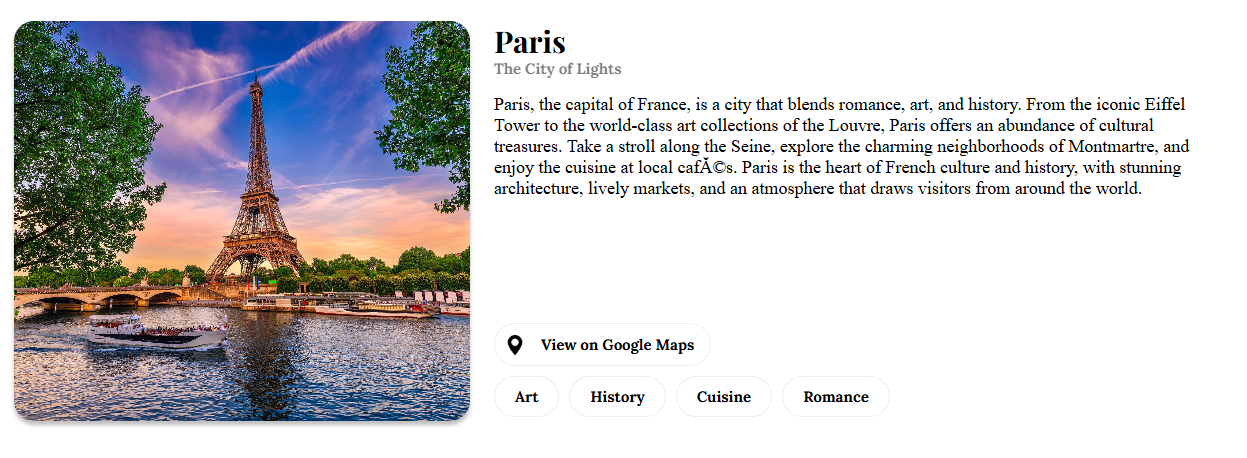 Paris
The City of Lights
Paris, the capital of France, is a city that blends romance, art, and history. From the iconic Eiffel
Tower to the world-class art collections of the Louvre, Paris offers an abundance of cultural
treasures. Take a stroll along the Seine, explore the charming neighborhoods of Montmartre, and
enjoy the cuisine at local cafĂ©s. Paris is the heart of French culture and history, with stunning
architecture, lively markets, and an atmosphere that draws visitors from around the world.
View on Google Maps
Art
History
Cuisine
Romance